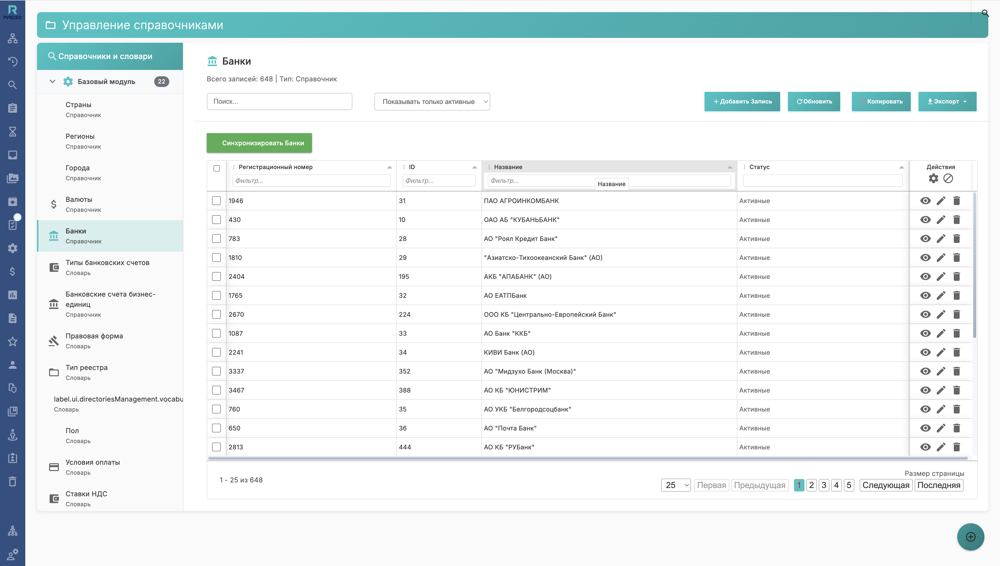 РУКСЕО
Управление справочниками
Справочники и словари
Базовый модуль 22
Страны
Справочник
Регионы
Справочник
Города
Справочник
Валюты
Справочник
Банки
Справочник
Типы банковских счетов
Словарь
Банковские счета бизнес-
единиц
Справочник
Правовая форма
Словарь
Тип реестра
Словарь
label.ui.directoriesManagement.vocabu
Словарь
Пол
Словарь
Условия оплаты
Словарь
Ставки НДС
Словарь
Банки
Всего записей: 648 | Тип: Справочник
Поиск... Показывать только активные + Добавить Запись Обновить Копировать Экспорт
Синхронизировать Банки
Регистрационный номер ID Название Статус Действия
Фильтр... Фильтр... Фильтр...
Название
1946 31 ПАО АГРОИНКОМБАНК Активные
430 10 ОАО АБ "КУБАНЬБАНК" Активные
783 28 АО "Роял Кредит Банк" Активные
1810 29 "Азиатско-Тихоокеанский Банк" (АО) Активные
2404 195 АКБ "АПАБАНК" (АО) Активные
1765 32 АО ЕАТПБанк Активные
2670 224 ООО КБ "Центрально-Европейский Банк" Активные
1087 33 АО Банк "ККБ" Активные
2241 34 КИВИ Банк (АО) Активные
3337 352 АО "Мидзухо Банк (Москва)" Активные
3467 388 АО КБ "ЮНИСТРИМ" Активные
760 35 АО УКБ "Белгородсоцбанк" Активные
650 36 АО "Почта Банк" Активные
2813 444 АО КБ "РУБанк" Активные
1 - 25 из 648
Размер страницы
25 Первая Предыдущая 1 2 3 4 5 Следующая Последняя